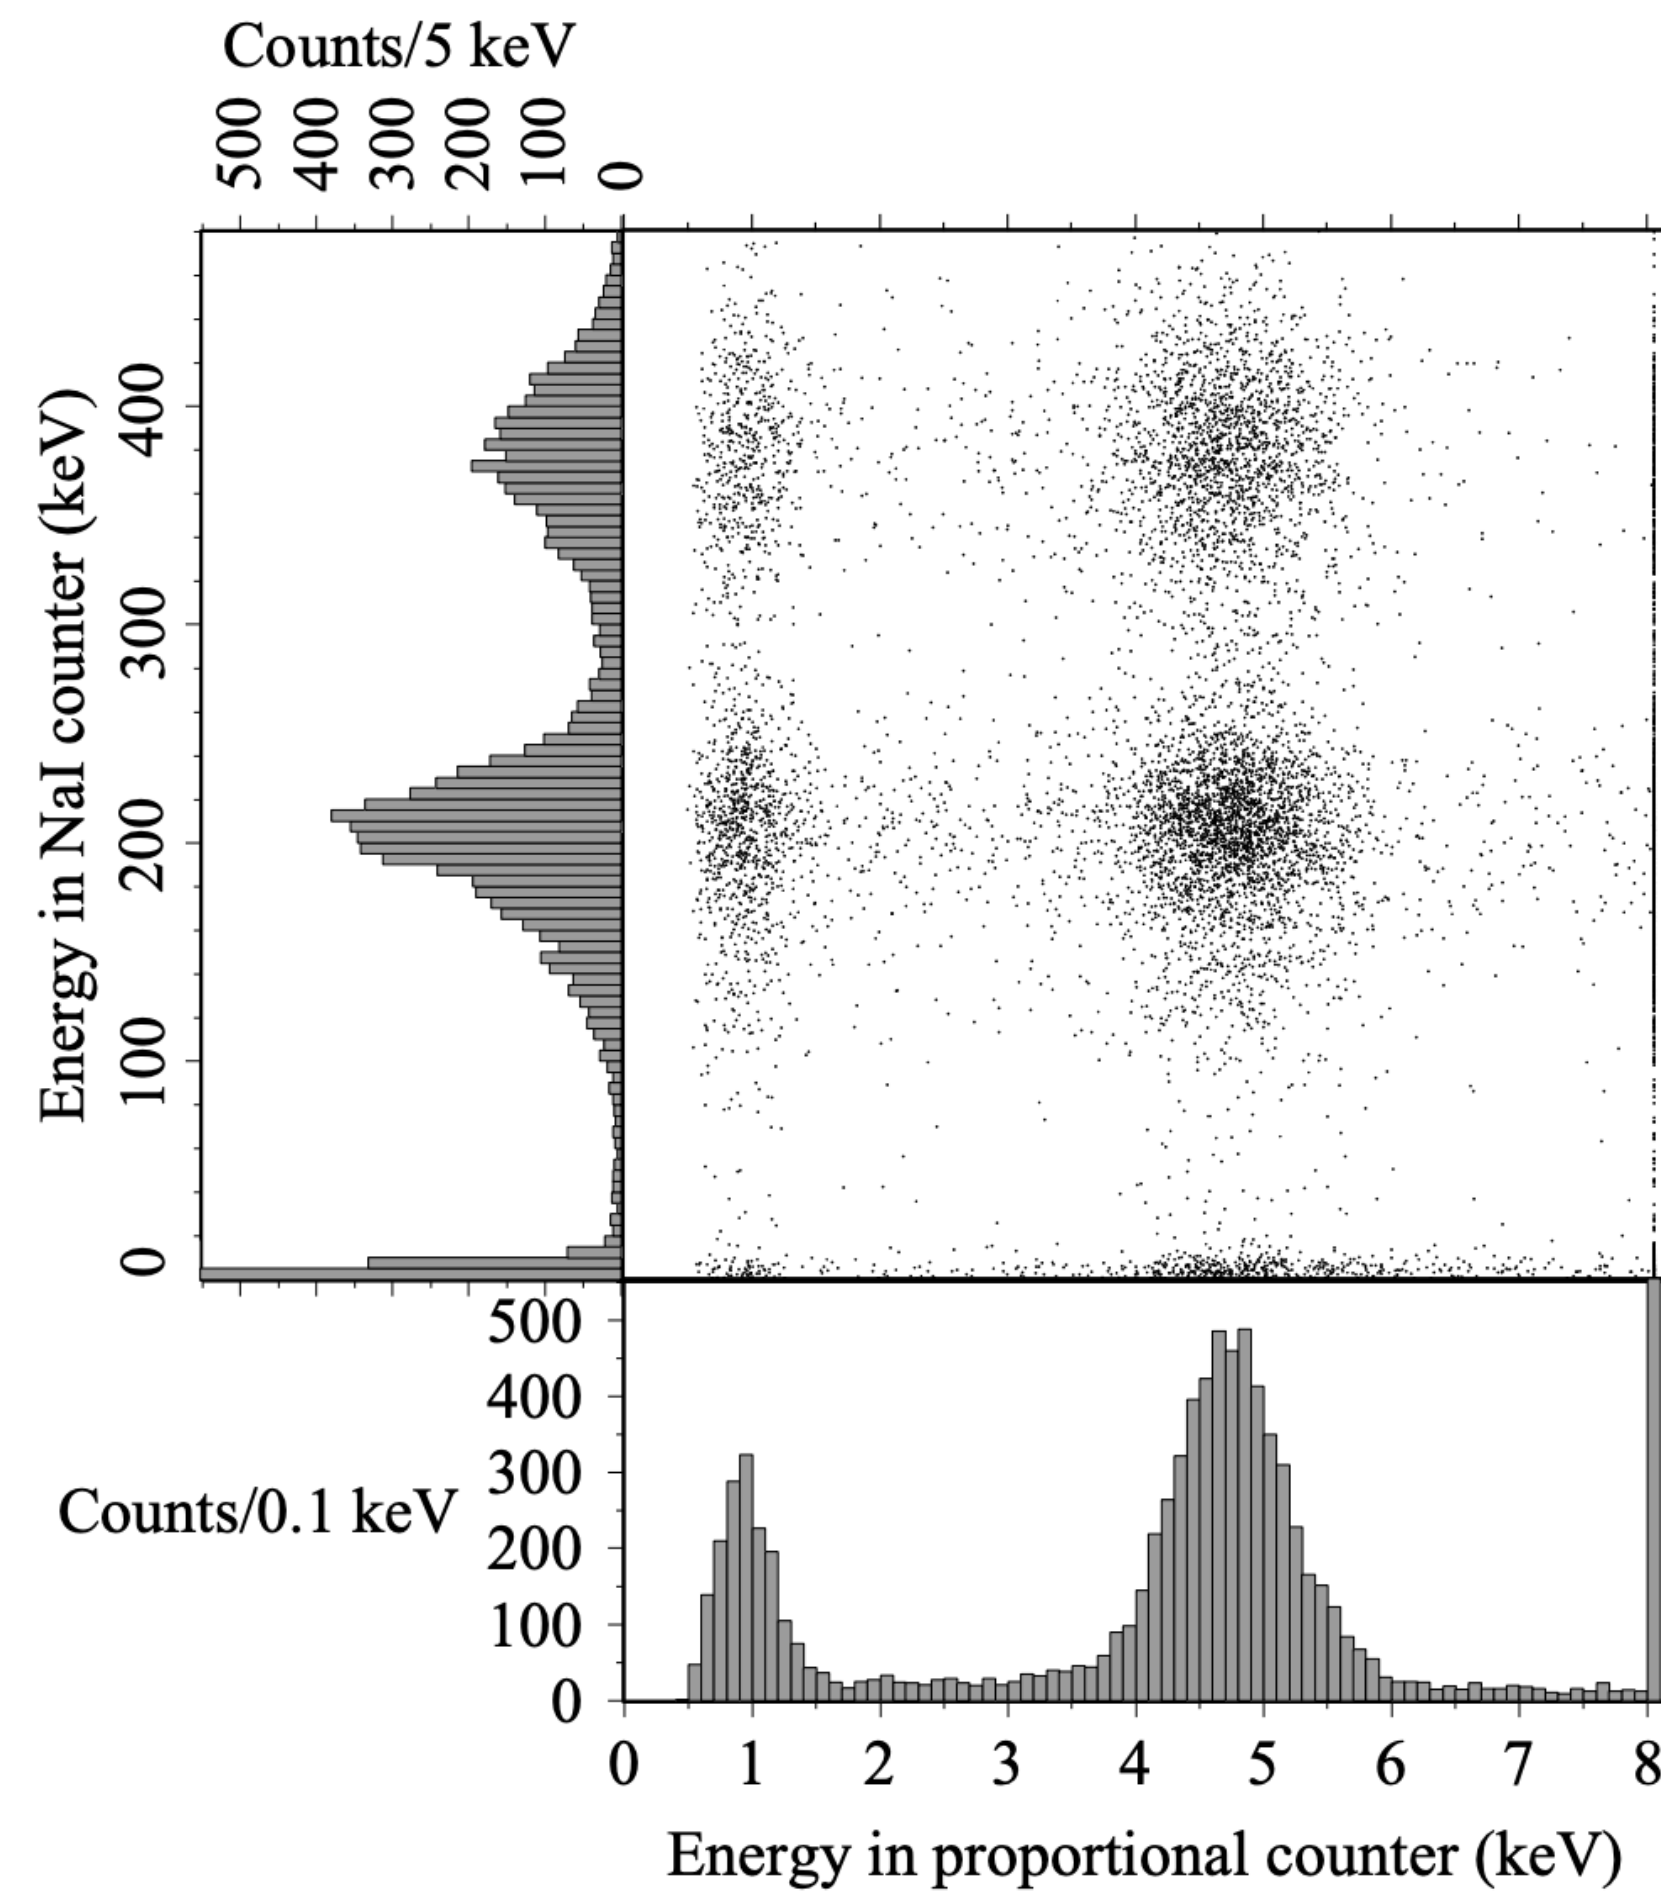 Counts/5 keV
500 400 300 200 100 0
Energy in NaI counter (keV)
400
300
200
100
0
500
400
300
200
100
0
Counts/0.1 keV
0 1 2 3 4 5 6 7 8
Energy in proportional counter (keV)